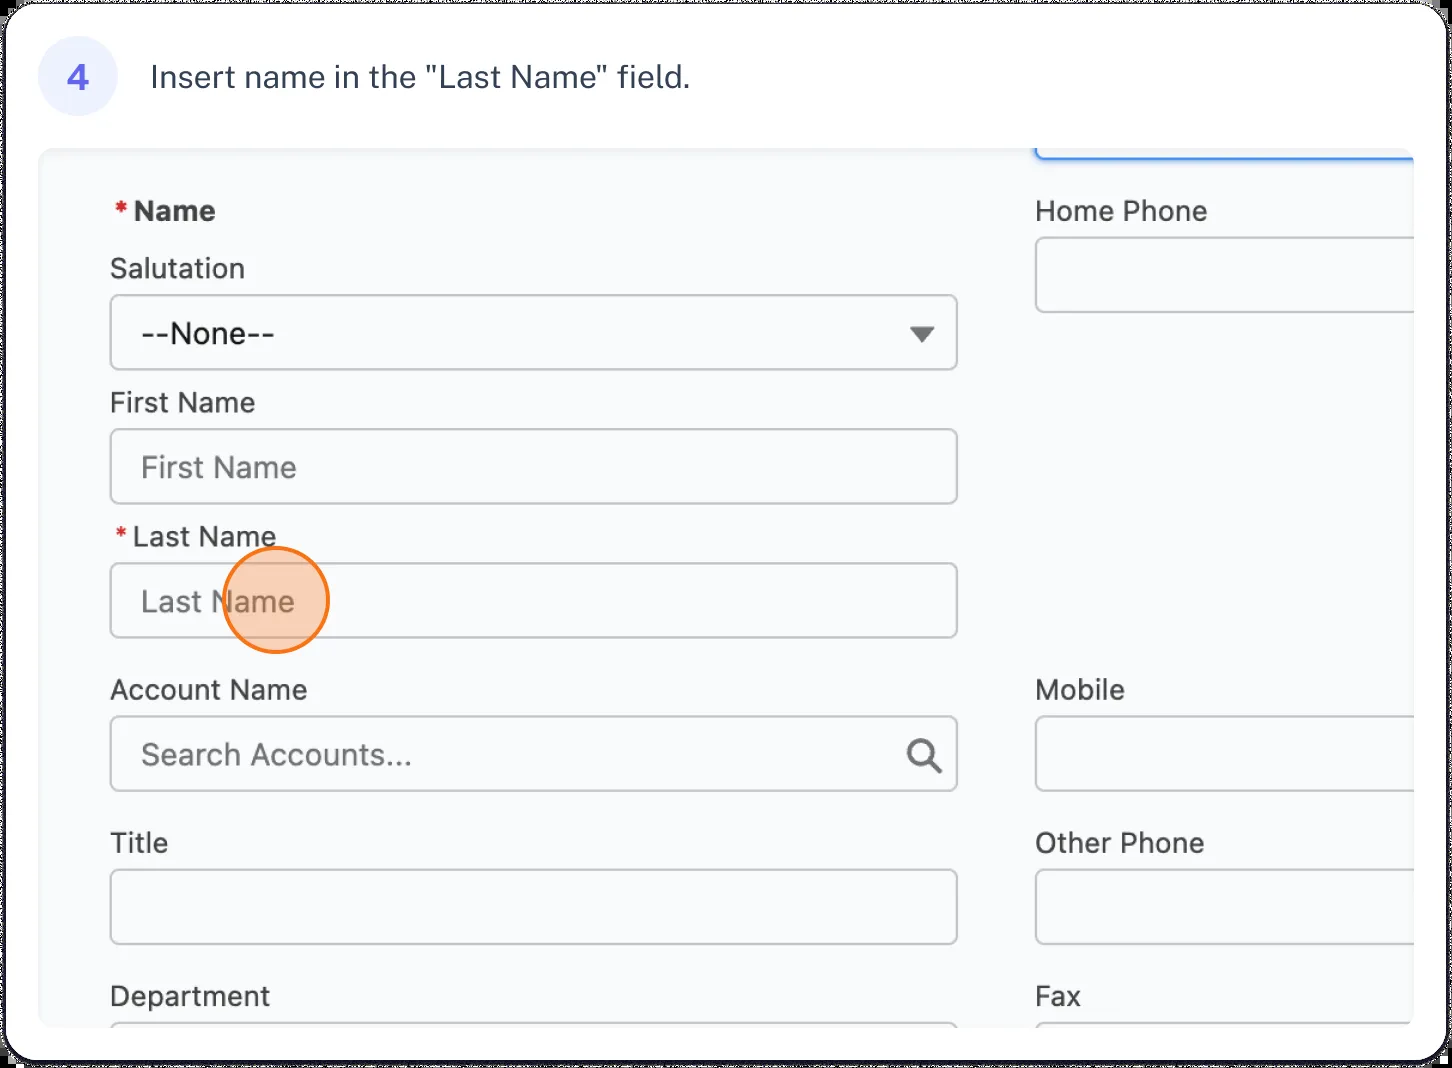 4
Insert name in the "Last Name" field.
* Name
Salutation
--None--
First Name
First Name
* Last Name
Last Name
Account Name
Search Accounts...
Title
Department
Home Phone
Mobile
Other Phone
Fax